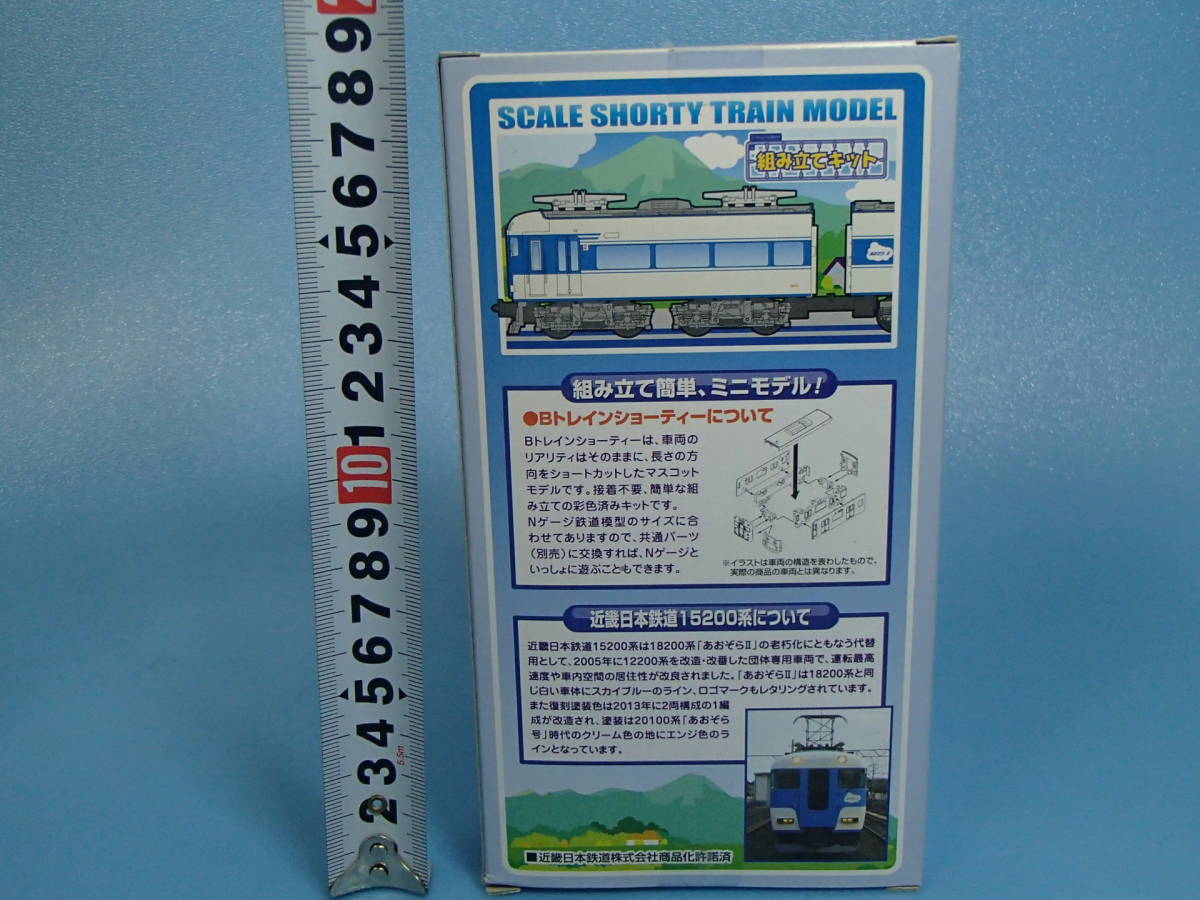 SCALE SHORTY TRAIN MODEL
組み立てキット
組み立て簡単、ミニモデル!
●Bトレインショーティーについて
Bトレインショーティーは、車両の
リアリティはそのままに、長さの方
向をショートカットしたマスコット
モデルです。接着不要、簡単な組
み立ての彩色済みキットです。
Nゲージ鉄道模型のサイズに合
わせてありますので、共通パーツ
(別売)に交換すれば、Nゲージと
いっしょに遊ぶこともできます。
※イラストは車両の構造を表わしたもので、
実際の商品の車両とは異なります。
近畿日本鉄道15200系について
近畿日本鉄道15200系は18200系「あおぞらⅡ」の老朽化にともなう代替
用として、2005年に12200系を改造・改番した団体専用車両で、運転最高
速度や車内空間の居住性が改良されました。「あおぞらⅡ」は18200系と同
じ白い車体にスカイブルーのライン、ロゴマークもレタリングされています。
また復刻塗装色は2013年に2両構成の1編
成が改造され、塗装は20100系「あおぞら
号」時代のクリーム色の地にエンジ色のラ
インとなっています。
■近畿日本鉄道株式会社商品化許諾済
9
8
7
6
5
4
3
2
1
10
9
8
7
6
5
4
3
2
5.5m